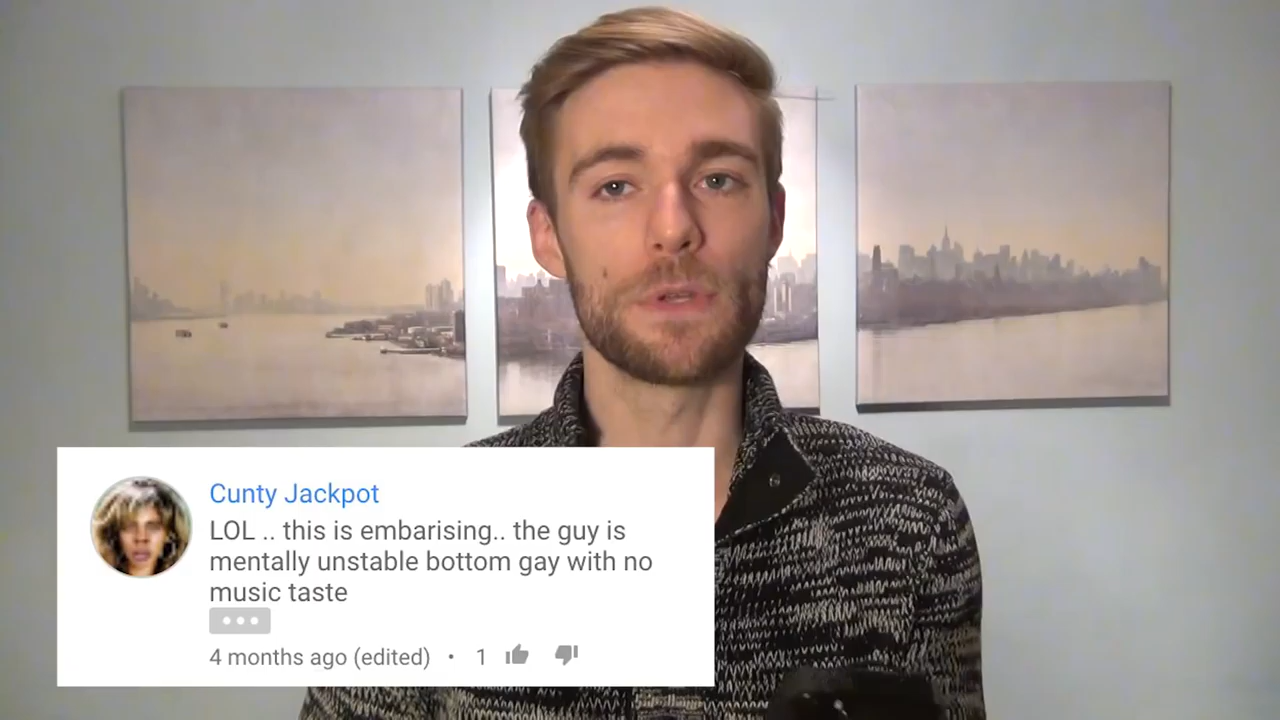 Cunty Jackpot
LOL .. this is embarising.. the guy is
mentally unstable bottom gay with no
music taste
4 months ago (edited) • 1